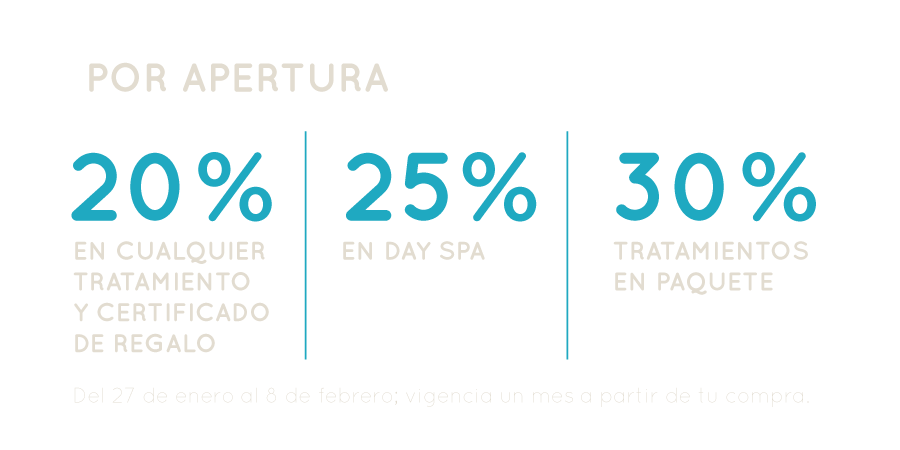 POR APERTURA
20%
EN CUALQUIER
TRATAMIENTO
Y CERTIFICADO
DE REGALO
25%
EN DAY SPA
30%
TRATAMIENTOS
EN PAQUETE
Del 27 de enero al 8 de febrero; vigencia un mes a partir de tu compra.